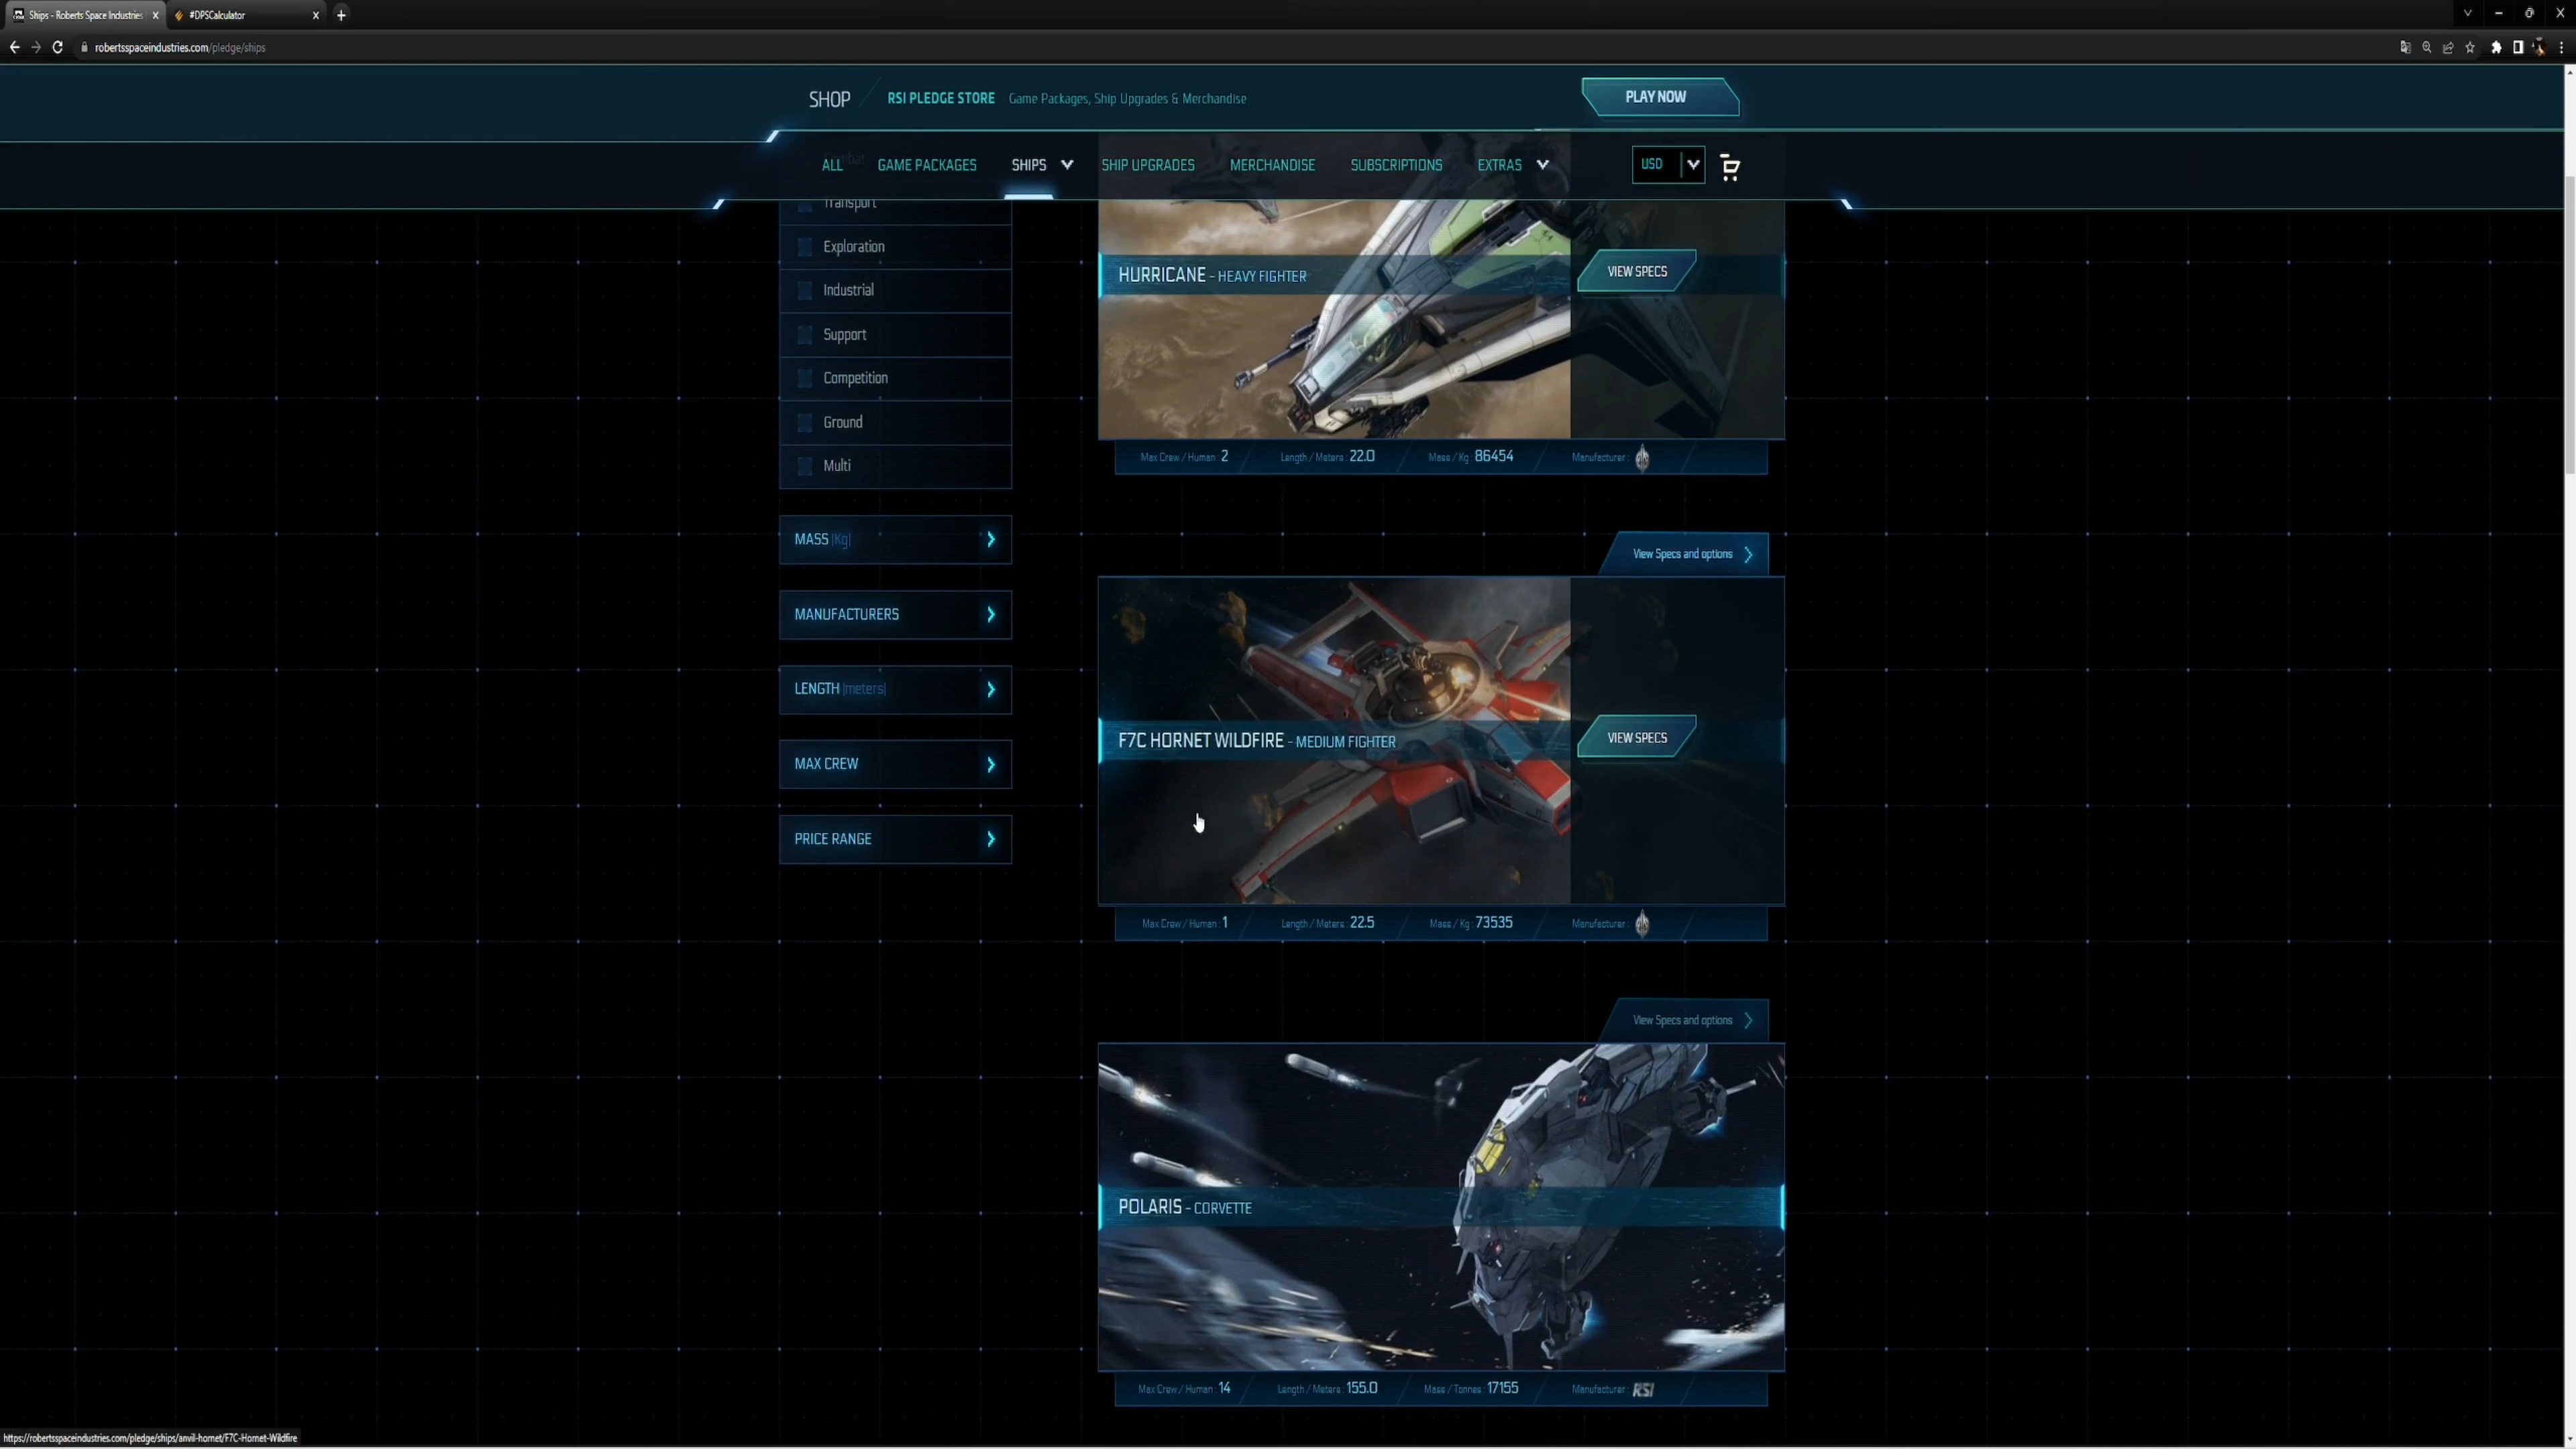 Ships - Roberts Space Industries
#DPSCalculator
robertsspaceindustries.com/pledge/ships
SHOP
RSI PLEDGE STORE
Game Packages, Ship Upgrades & Merchandise
PLAY NOW
ALL
GAME PACKAGES
SHIPS
SHIP UPGRADES
MERCHANDISE
SUBSCRIPTIONS
EXTRAS
USD
Transport
Exploration
Industrial
Support
Competition
Ground
Multi
MASS [Kg]
MANUFACTURERS
LENGTH [meters]
MAX CREW
PRICE RANGE
HURRICANE - HEAVY FIGHTER
VIEW SPECS
Max Crew / Human : 2
Length / Meters : 22.0
Mass / Kg : 86454
Manufacturer :
View Specs and options
F7C HORNET WILDFIRE - MEDIUM FIGHTER
VIEW SPECS
Max Crew / Human : 1
Length / Meters : 22.5
Mass / Kg : 73535
Manufacturer :
View Specs and options
POLARIS - CORVETTE
Max Crew / Human : 14
Length / Meters : 155.0
Mass / Tonnes : 17155
Manufacturer : RSI
https://robertsspaceindustries.com/pledge/ships/anvil-hornet/F7C-Hornet-Wildfire